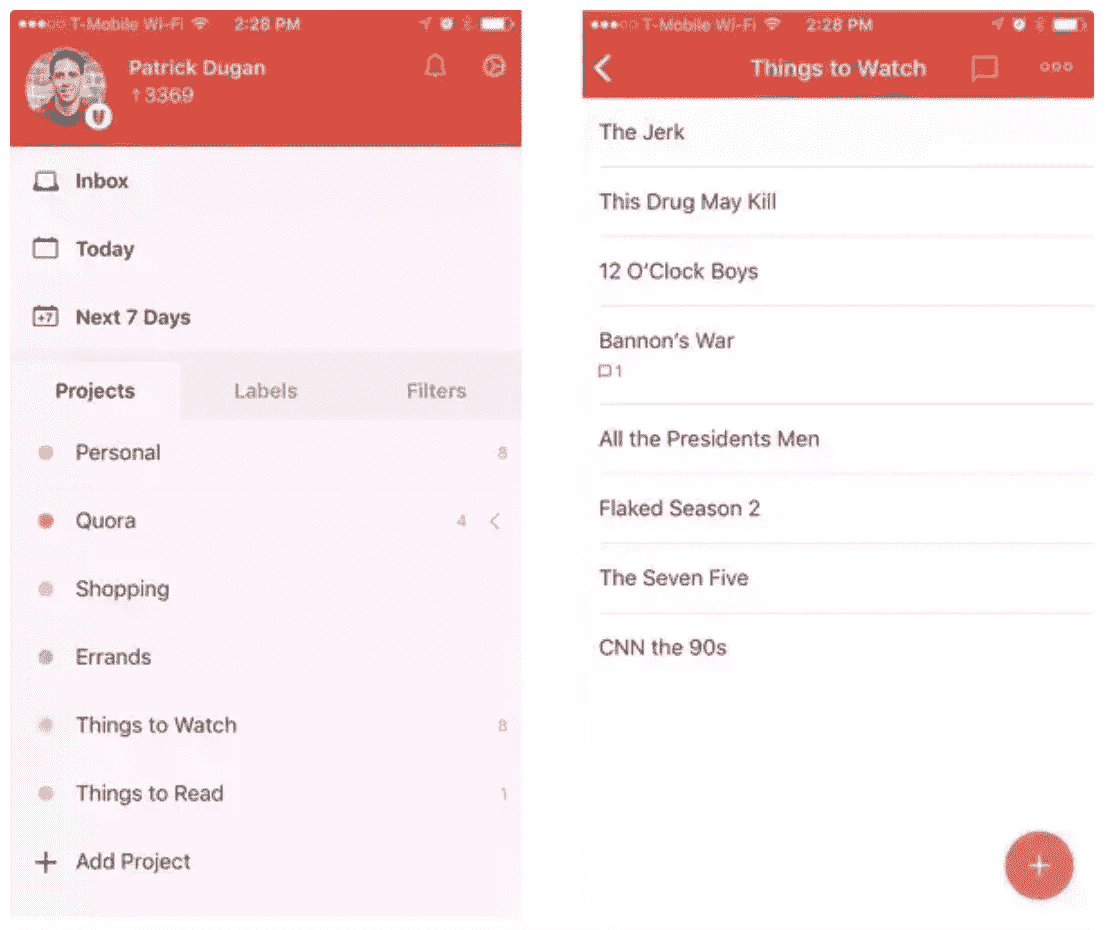 T-Mobile Wi-Fi 2:28 PM
Patrick Dugan
↑3369
Inbox
Today
+7 Next 7 Days
Projects Labels Filters
Personal 8
Quora 4
Shopping
Errands
Things to Watch 8
Things to Read 1
+ Add Project
T-Mobile Wi-Fi 2:28 PM
Things to Watch
The Jerk
This Drug May Kill
12 O'Clock Boys
Bannon's War
1
All the Presidents Men
Flaked Season 2
The Seven Five
CNN the 90s
+